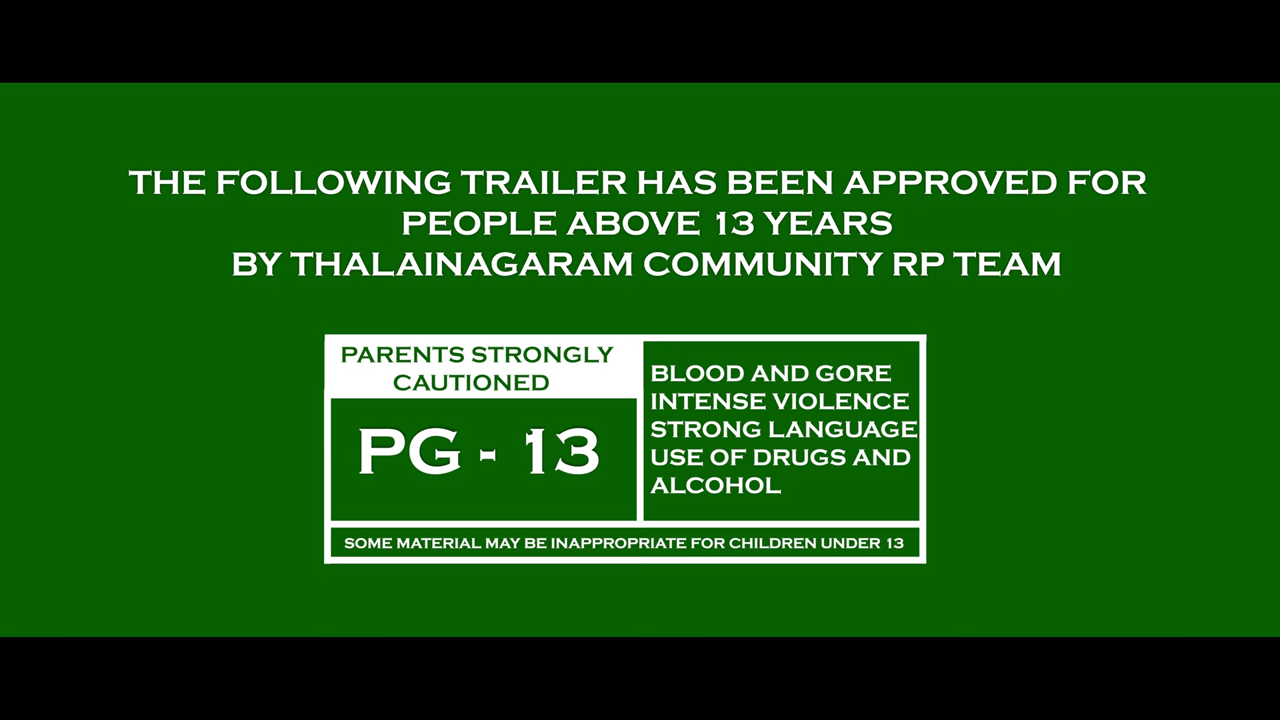 THE FOLLOWING TRAILER HAS BEEN APPROVED FOR
PEOPLE ABOVE 13 YEARS
BY THALAINAGARAM COMMUNITY RP TEAM
PARENTS STRONGLY
CAUTIONED
PG - 13
BLOOD AND GORE
INTENSE VIOLENCE
STRONG LANGUAGE
USE OF DRUGS AND
ALCOHOL
SOME MATERIAL MAY BE INAPPROPRIATE FOR CHILDREN UNDER 13